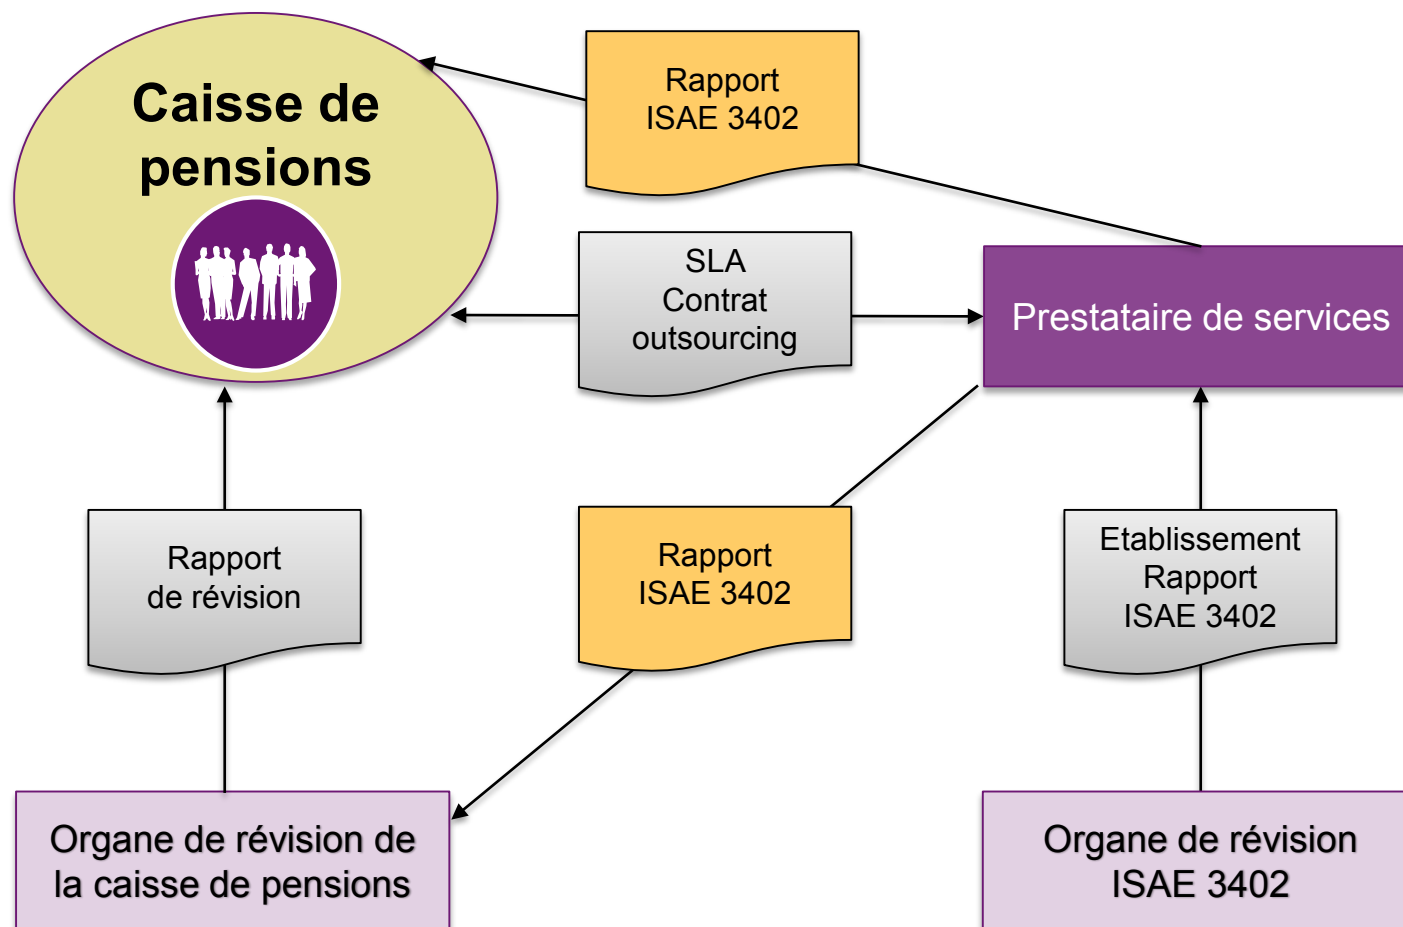 Caisse de
pensions
Rapport
ISAE 3402
SLA
Contrat
outsourcing
Prestataire de services
Rapport
de révision
Rapport
ISAE 3402
Etablissement
Rapport
ISAE 3402
Organe de révision de
la caisse de pensions
Organe de révision
ISAE 3402